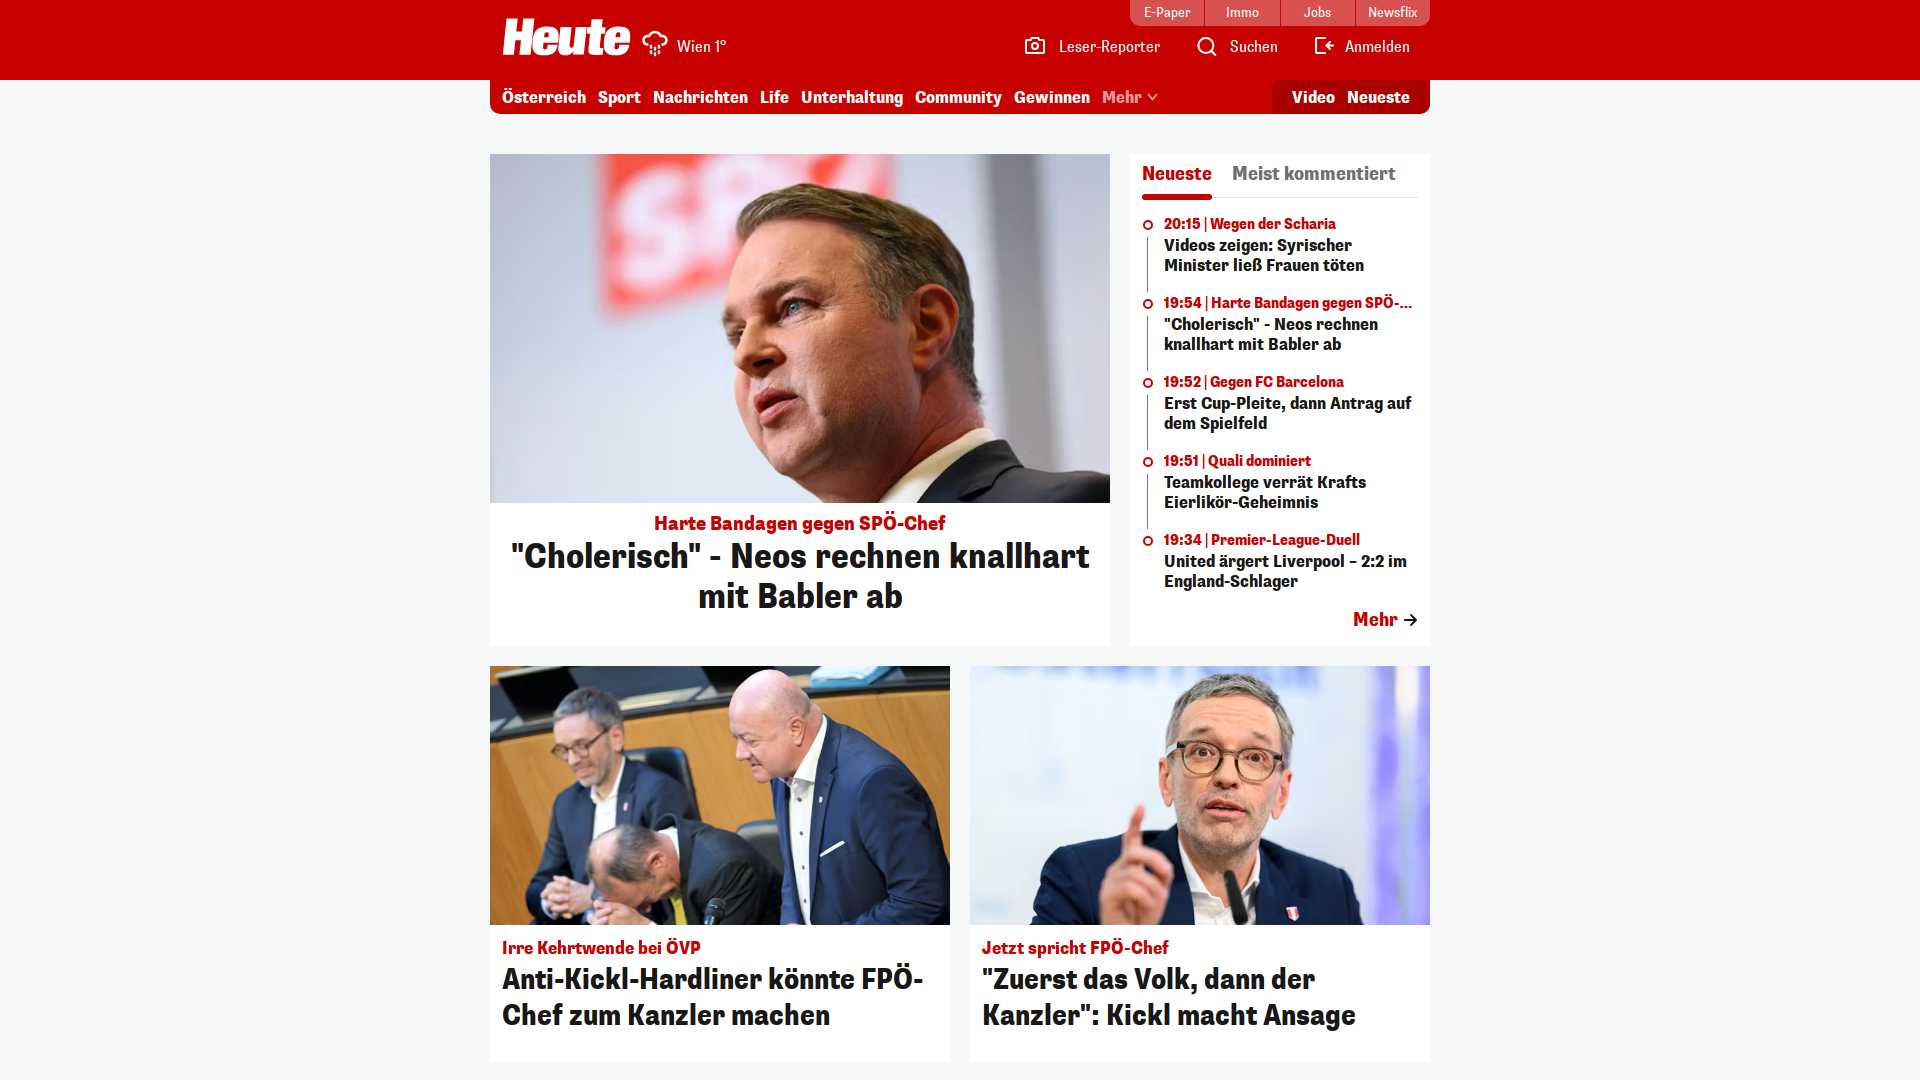 E-Paper
Immo
Jobs
Newsflix
Heute
Wien 1°
Leser-Reporter
Suchen
Anmelden
Österreich
Sport
Nachrichten
Life
Unterhaltung
Community
Gewinnen
Mehr
Video
Neueste
SPÖ
Harte Bandagen gegen SPÖ-Chef
"Cholerisch" - Neos rechnen knallhart
mit Babler ab
Neueste
Meist kommentiert
20:15 | Wegen der Scharia
Videos zeigen: Syrischer
Minister ließ Frauen töten
19:54 | Harte Bandagen gegen SPÖ-...
"Cholerisch" - Neos rechnen
knallhart mit Babler ab
19:52 | Gegen FC Barcelona
Erst Cup-Pleite, dann Antrag auf
dem Spielfeld
19:51 | Quali dominiert
Teamkollege verrät Krafts
Eierlikör-Geheimnis
19:34 | Premier-League-Duell
United ärgert Liverpool – 2:2 im
England-Schlager
Mehr →
Irre Kehrtwende bei ÖVP
Anti-Kickl-Hardliner könnte FPÖ-
Chef zum Kanzler machen
Jetzt spricht FPÖ-Chef
"Zuerst das Volk, dann der
Kanzler": Kickl macht Ansage